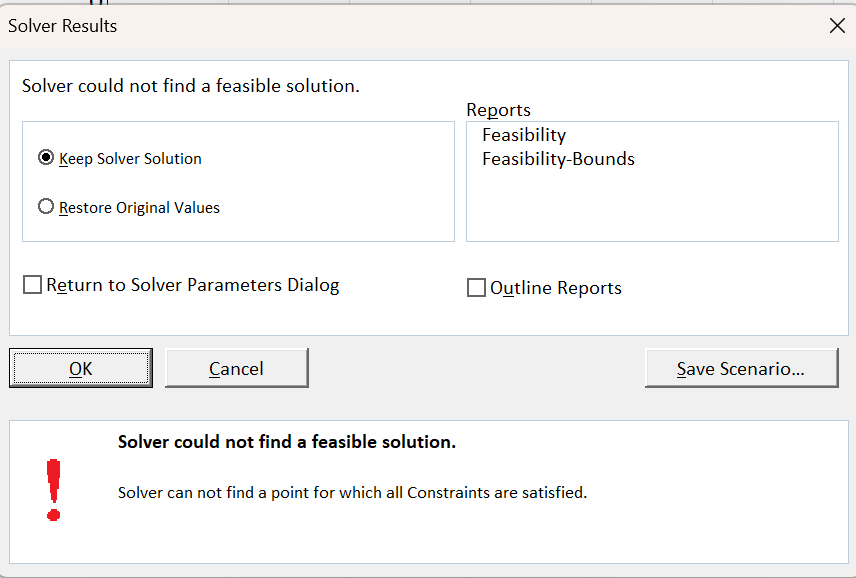 Solver Results
Solver could not find a feasible solution.
Keep Solver Solution
Restore Original Values
Reports
Feasibility
Feasibility-Bounds
Return to Solver Parameters Dialog
Outline Reports
OK
Cancel
Save Scenario...
Solver could not find a feasible solution.
Solver can not find a point for which all Constraints are satisfied.